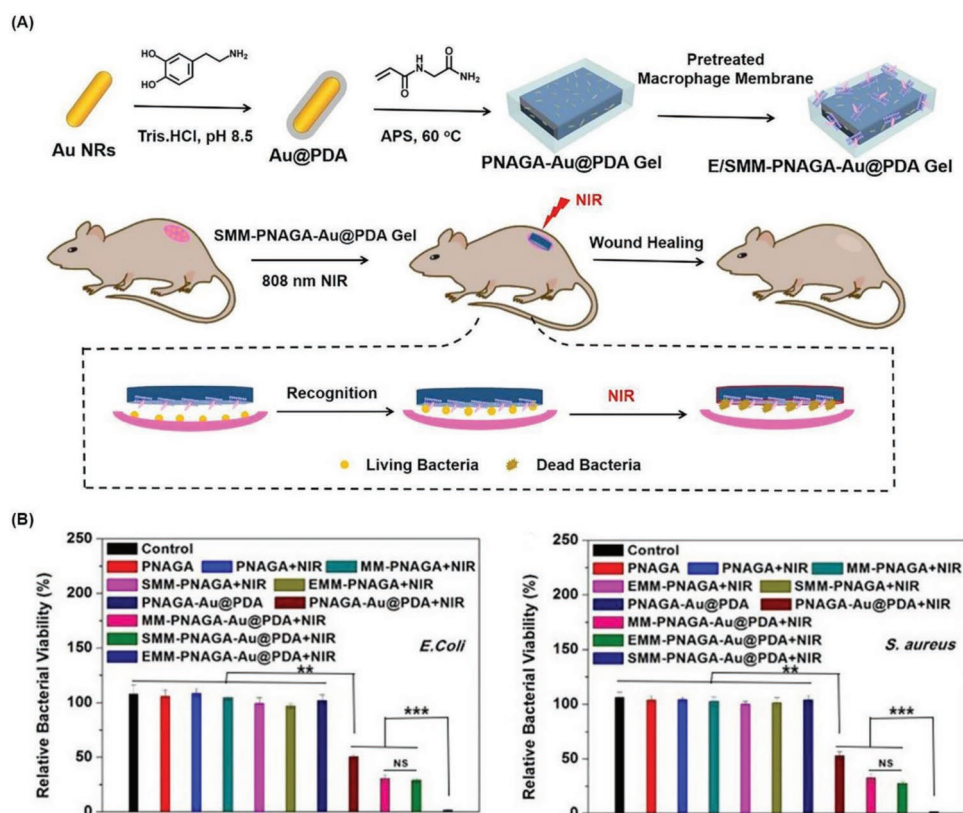 (A)
HO
HO
NH₂
Tris.HCl, pH 8.5
Au NRs
Au@PDA
O
N
H
O
NH₂
APS, 60 °C
PNAGA-Au@PDA Gel
Pretreated
Macrophage Membrane
E/SMM-PNAGA-Au@PDA Gel
SMM-PNAGA-Au@PDA Gel
808 nm NIR
NIR
Wound Healing
Recognition
NIR
Living Bacteria
Dead Bacteria
(B)
Relative Bacterial Viability (%)
250
200
150
100
50
0
Control
PNAGA PNAGA+NIR MM-PNAGA+NIR
SMM-PNAGA+NIR EMM-PNAGA+NIR
PNAGA-Au@PDA PNAGA-Au@PDA+NIR
MM-PNAGA-Au@PDA+NIR
SMM-PNAGA-Au@PDA+NIR
EMM-PNAGA-Au@PDA+NIR
E.Coli
**
***
NS
Relative Bacterial Viability (%)
250
200
150
100
50
0
Control
PNAGA PNAGA+NIR MM-PNAGA+NIR
EMM-PNAGA+NIR SMM-PNAGA+NIR
PNAGA-Au@PDA PNAGA-Au@PDA+NIR
MM-PNAGA-Au@PDA+NIR
EMM-PNAGA-Au@PDA+NIR
SMM-PNAGA-Au@PDA+NIR
S. aureus
**
***
NS